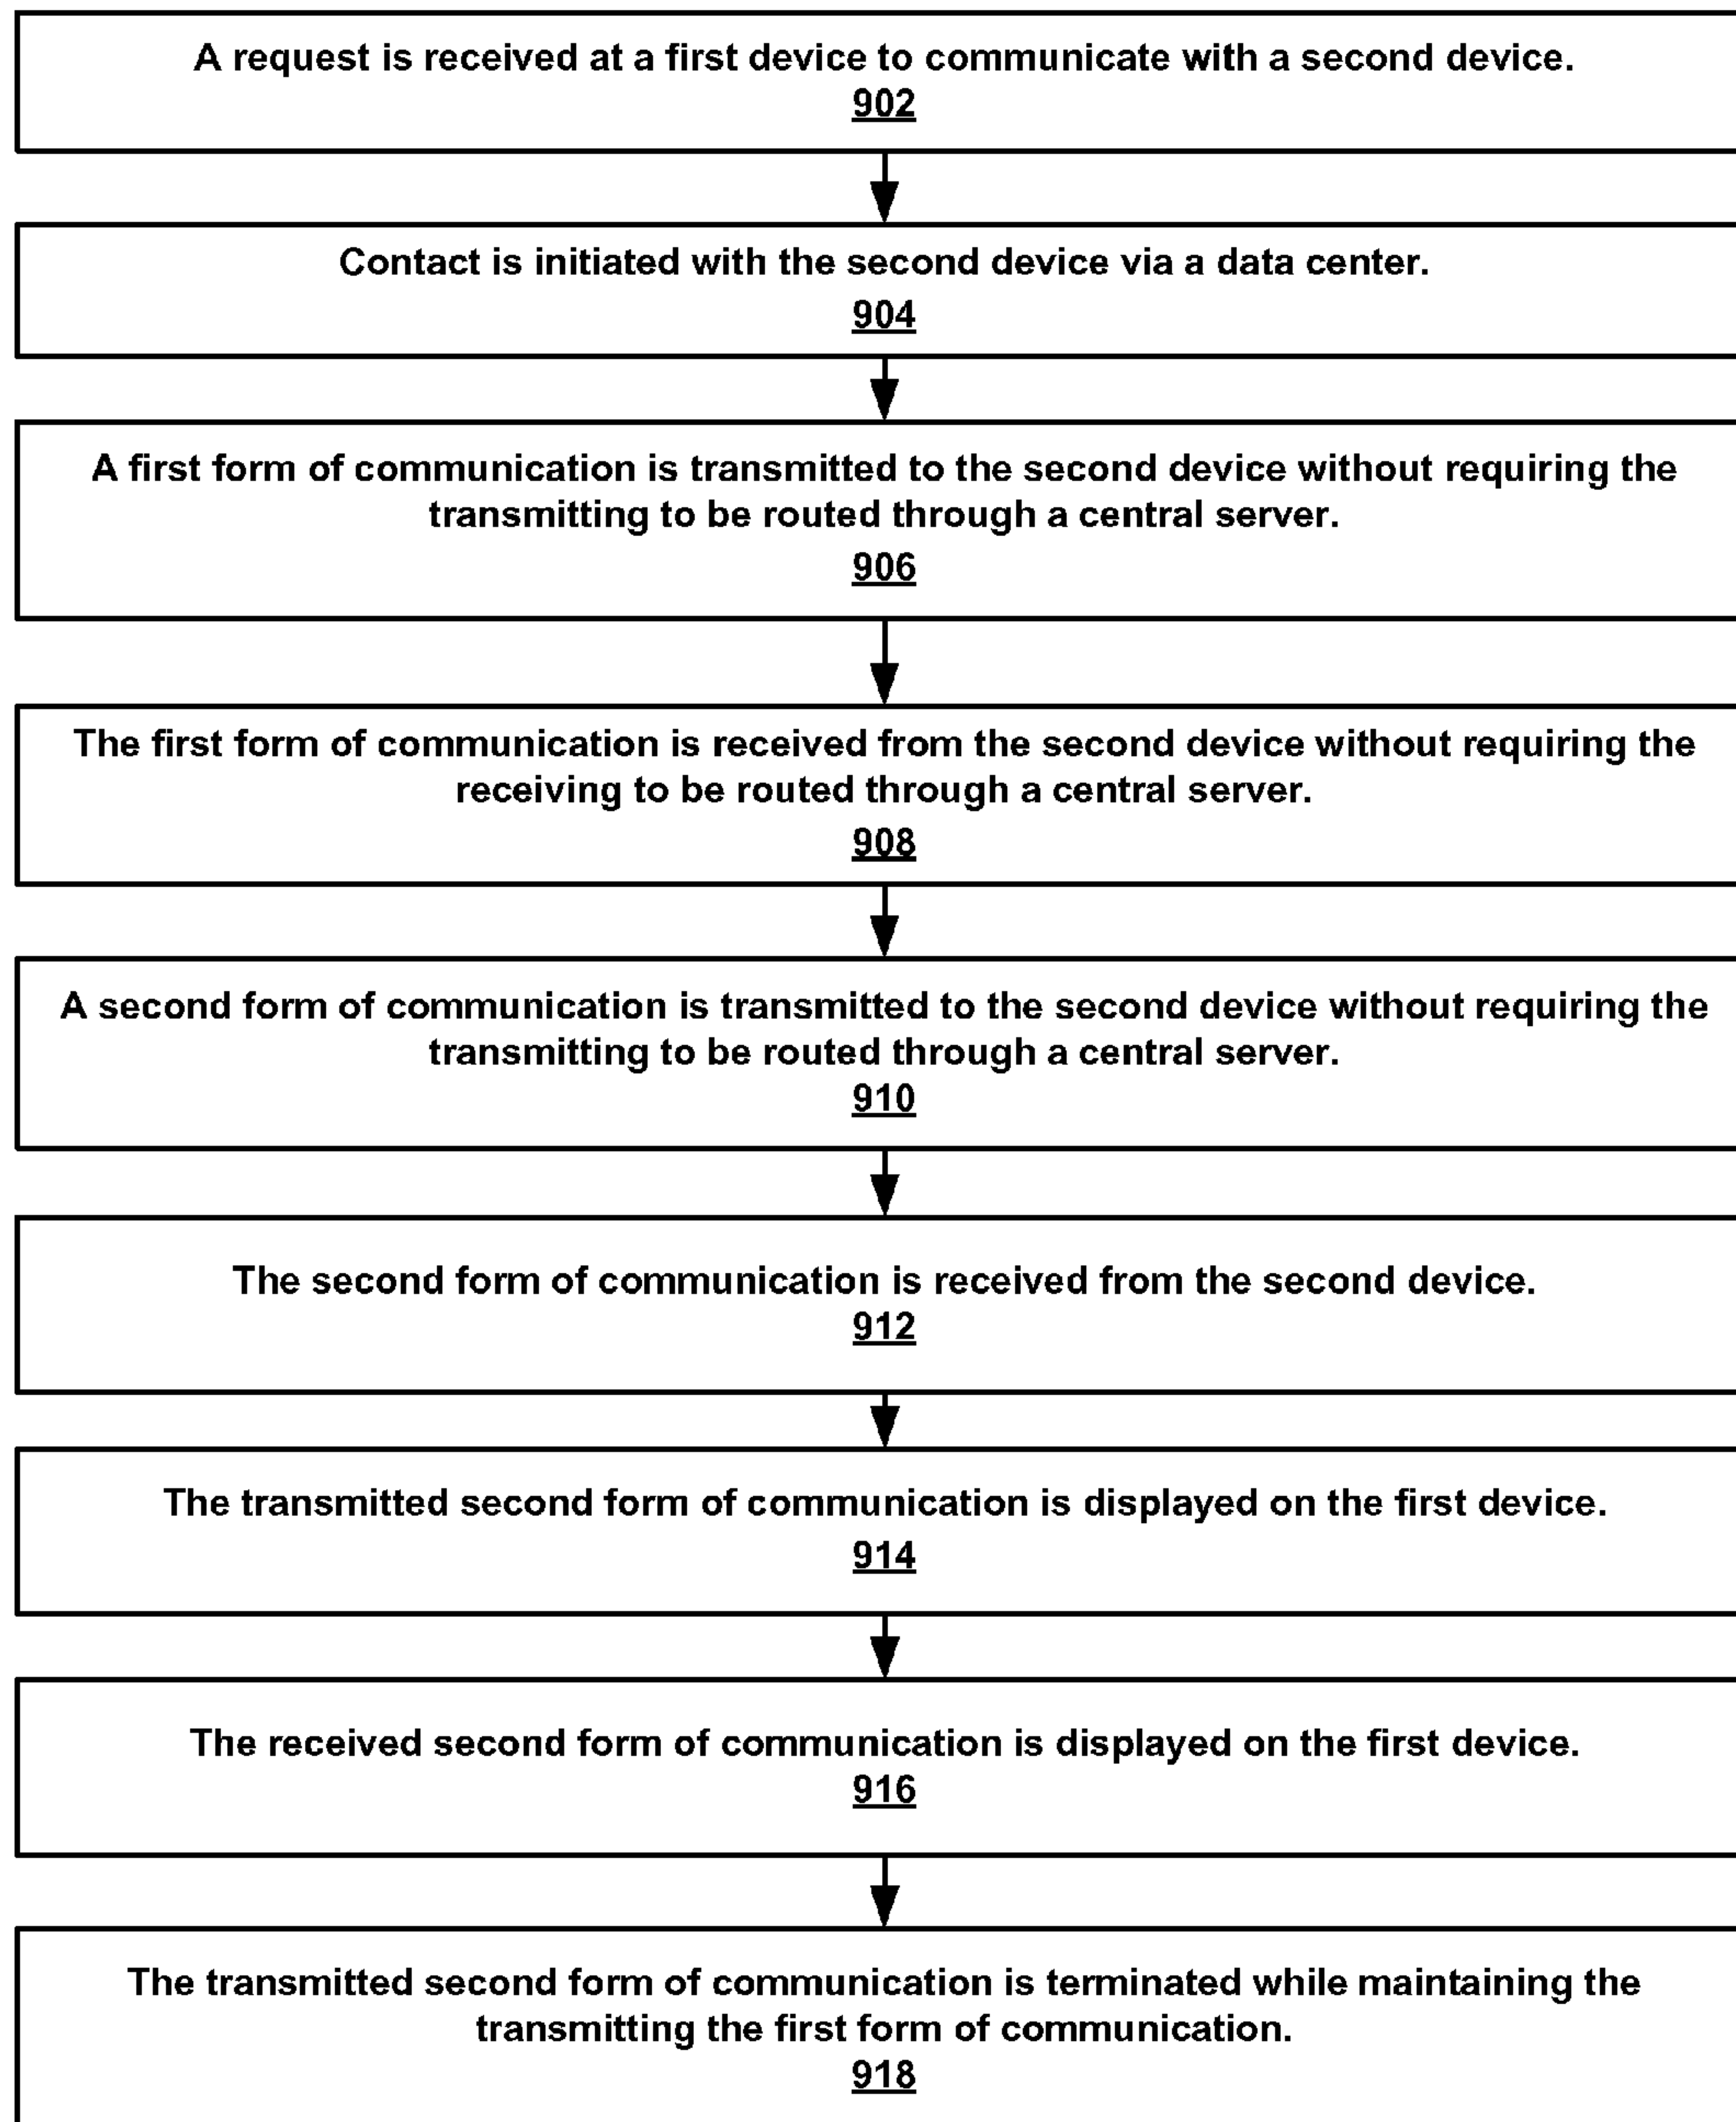 A request is received at a first device to communicate with a second device.
902
Contact is initiated with the second device via a data center.
904
A first form of communication is transmitted to the second device without requiring the
transmitting to be routed through a central server.
906
The first form of communication is received from the second device without requiring the
receiving to be routed through a central server.
908
A second form of communication is transmitted to the second device without requiring the
transmitting to be routed through a central server.
910
The second form of communication is received from the second device.
912
The transmitted second form of communication is displayed on the first device.
914
The received second form of communication is displayed on the first device.
916
The transmitted second form of communication is terminated while maintaining the
transmitting the first form of communication.
918